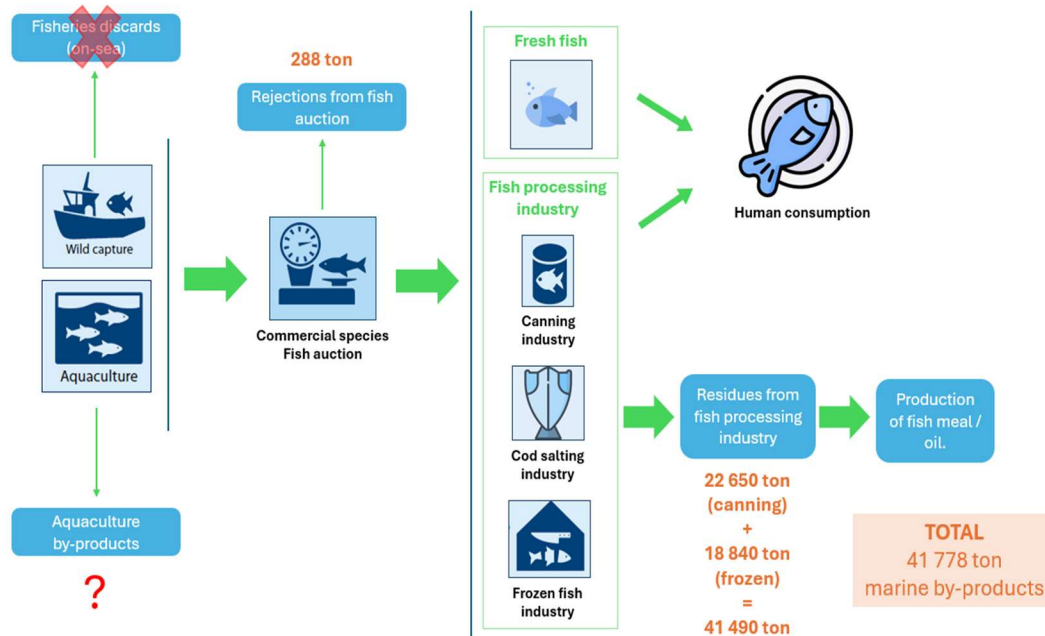 Fisheries discards
(on-sea)
288 ton
Rejections from fish
auction
Wild capture
Aquaculture
Aquaculture
by-products
?
Commercial species
Fish auction
Fresh fish
Fish processing
industry
Canning
industry
Cod salting
industry
Frozen fish
industry
Human consumption
Residues from
fish processing
industry
22 650 ton
(canning)
+
18 840 ton
(frozen)
=
41 490 ton
Production
of fish meal /
oil.
TOTAL
41 778 ton
marine by-products